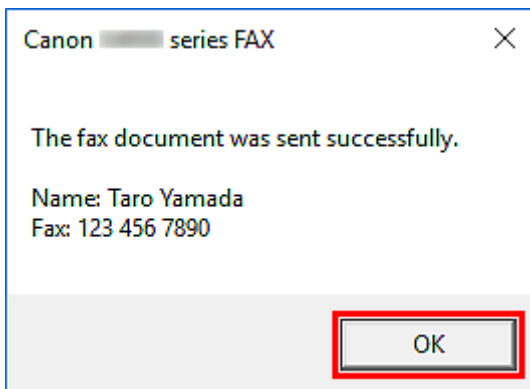 Canon series FAX
The fax document was sent successfully.
Name: Taro Yamada
Fax: 123 456 7890
OK